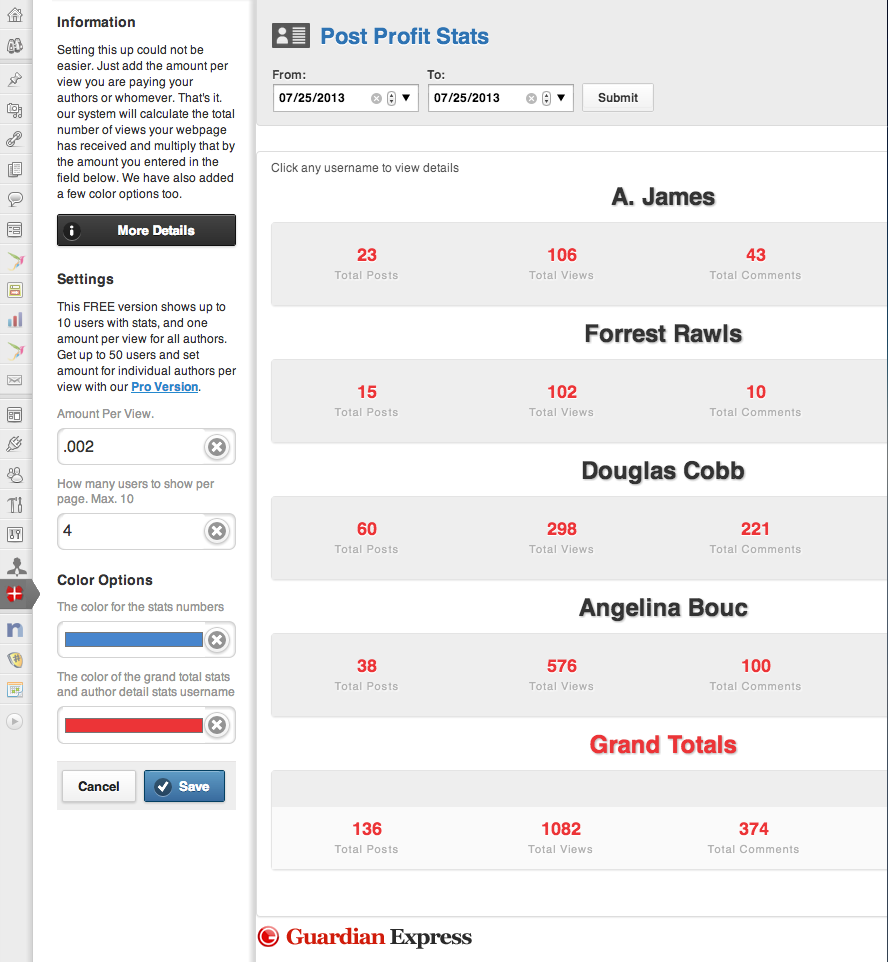 Information
Setting this up could not be
easier. Just add the amount per
view you are paying your
authors or whomever. That's it.
our system will calculate the total
number of views your webpage
has received and multiply that by
the amount you entered in the
field below. We have also added
a few color options too.
More Details
Settings
This FREE version shows up to
10 users with stats, and one
amount per view for all authors.
Get up to 50 users and set
amount for individual authors per
view with our Pro Version.
Amount Per View.
.002
How many users to show per
page. Max. 10
4
Color Options
The color for the stats numbers
The color of the grand total stats
and author detail stats username
Cancel Save
Post Profit Stats
From: To:
07/25/2013 07/25/2013 Submit
Click any username to view details
A. James
23 106 43
Total Posts Total Views Total Comments
Forrest Rawls
15 102 10
Total Posts Total Views Total Comments
Douglas Cobb
60 298 221
Total Posts Total Views Total Comments
Angelina Bouc
38 576 100
Total Posts Total Views Total Comments
Grand Totals
136 1082 374
Total Posts Total Views Total Comments
Guardian Express